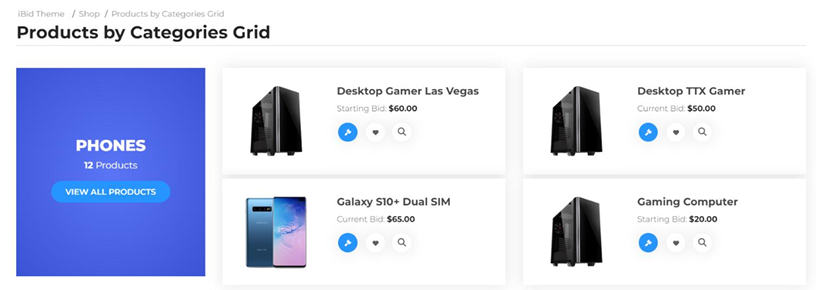 iBid Theme / Shop / Products by Categories Grid
Products by Categories Grid
PHONES
12 Products
VIEW ALL PRODUCTS
Desktop Gamer Las Vegas
Starting Bid: $60.00
Desktop TTX Gamer
Current Bid: $50.00
Galaxy S10+ Dual SIM
Current Bid: $65.00
Gaming Computer
Starting Bid: $20.00